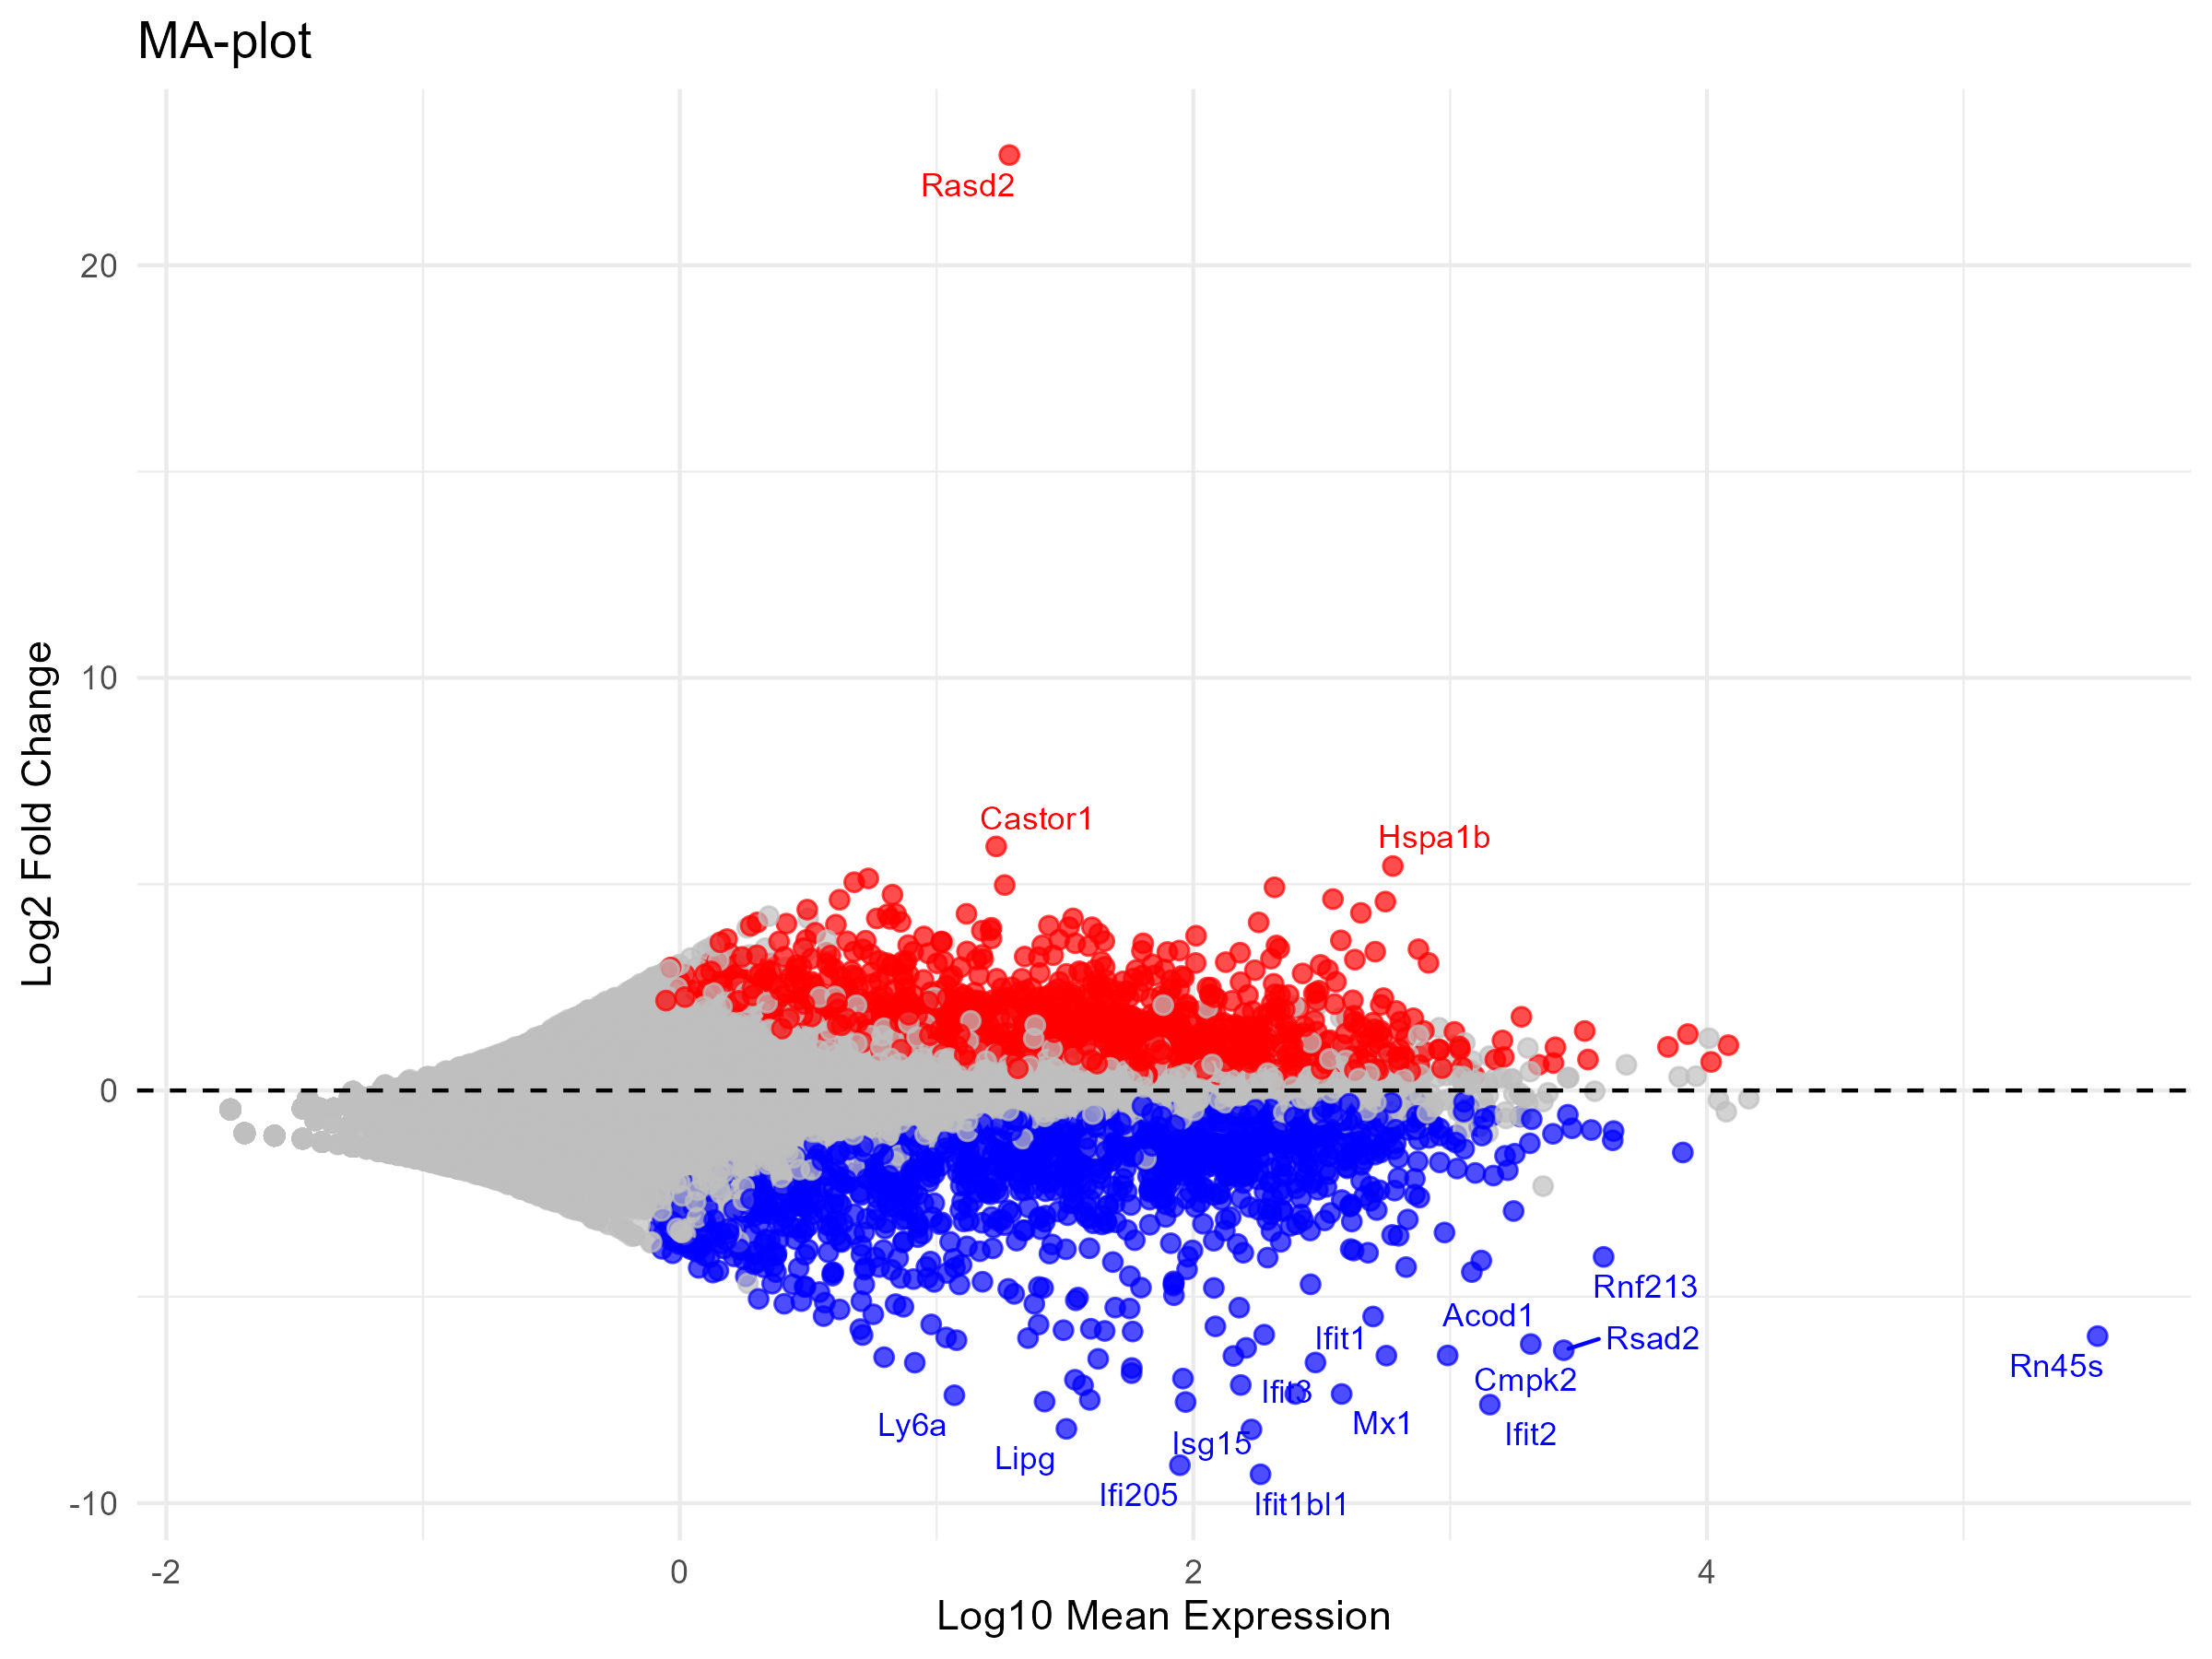 MA-plot
Rasd2
20
Log2 Fold Change
10
Castor1
Hspa1b
0
Rnf213
Acod1
Ifit1
Rsad2
Rn45s
Cmpk2
Ifit3
Ly6a
Mx1
Ifit2
Isg15
Lipg
Ifi205
Ifit1bl1
-10
-2
0
2
4
Log10 Mean Expression